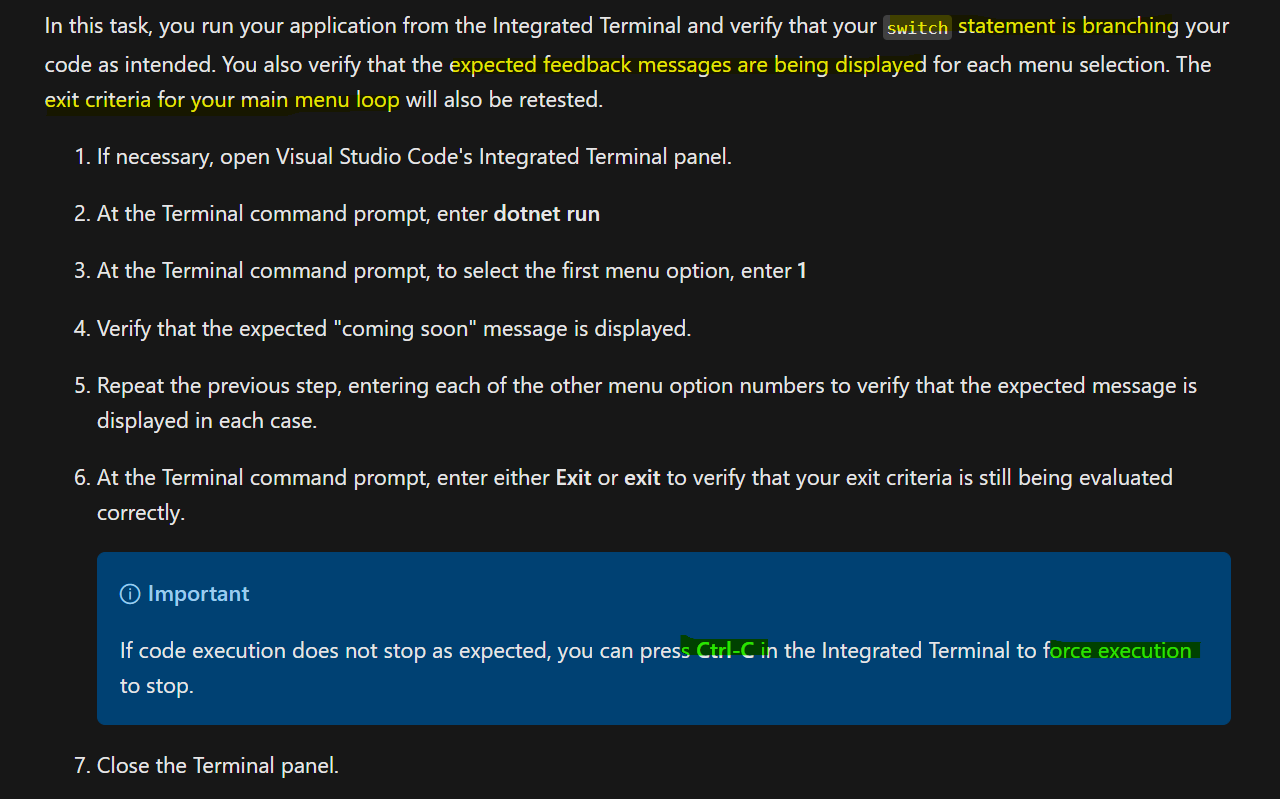 In this task, you run your application from the Integrated Terminal and verify that your switch statement is branching your
code as intended. You also verify that the expected feedback messages are being displayed for each menu selection. The
exit criteria for your main menu loop will also be retested.
1. If necessary, open Visual Studio Code's Integrated Terminal panel.
2. At the Terminal command prompt, enter dotnet run
3. At the Terminal command prompt, to select the first menu option, enter 1
4. Verify that the expected "coming soon" message is displayed.
5. Repeat the previous step, entering each of the other menu option numbers to verify that the expected message is
displayed in each case.
6. At the Terminal command prompt, enter either Exit or exit to verify that your exit criteria is still being evaluated
correctly.
Important
If code execution does not stop as expected, you can press Ctrl-C in the Integrated Terminal to force execution
to stop.
7. Close the Terminal panel.